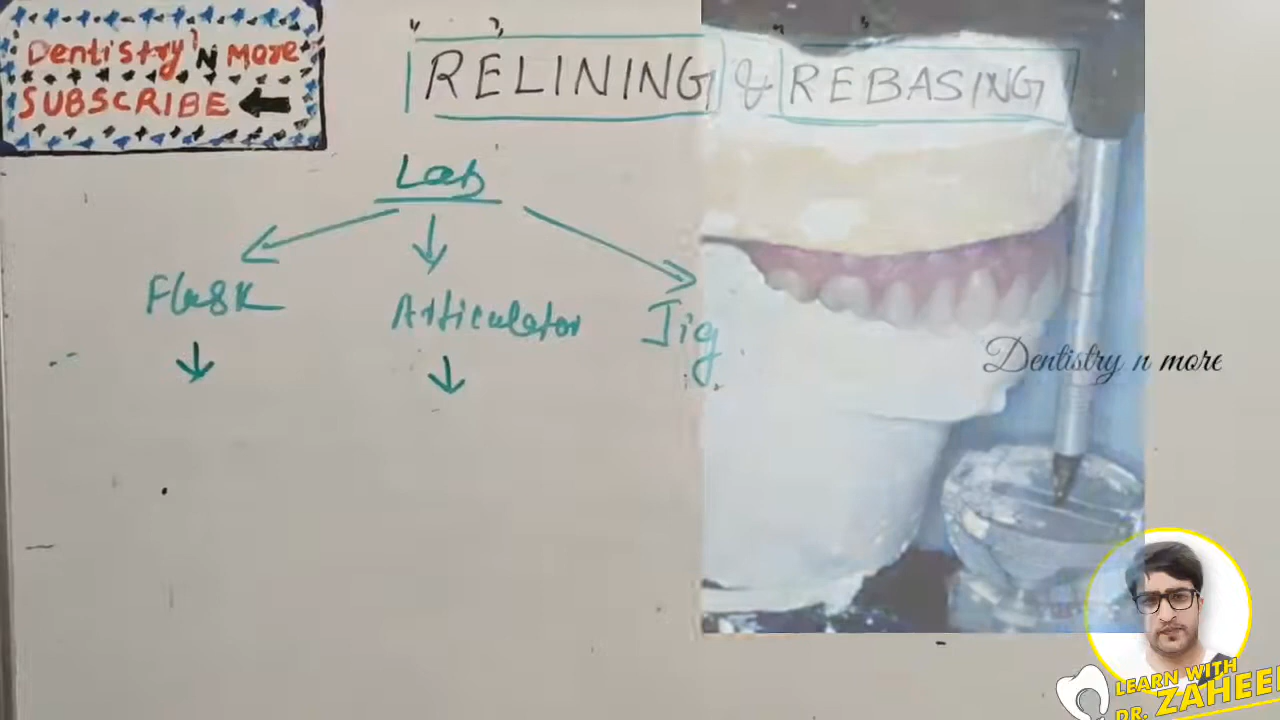 Dentistry'N More
SUBSCRIBE
"RELINING" & "REBASING"
Lab
Flask
Articulator
Jig
Dentistry n more
LEARN WITH
DR. ZAHEE